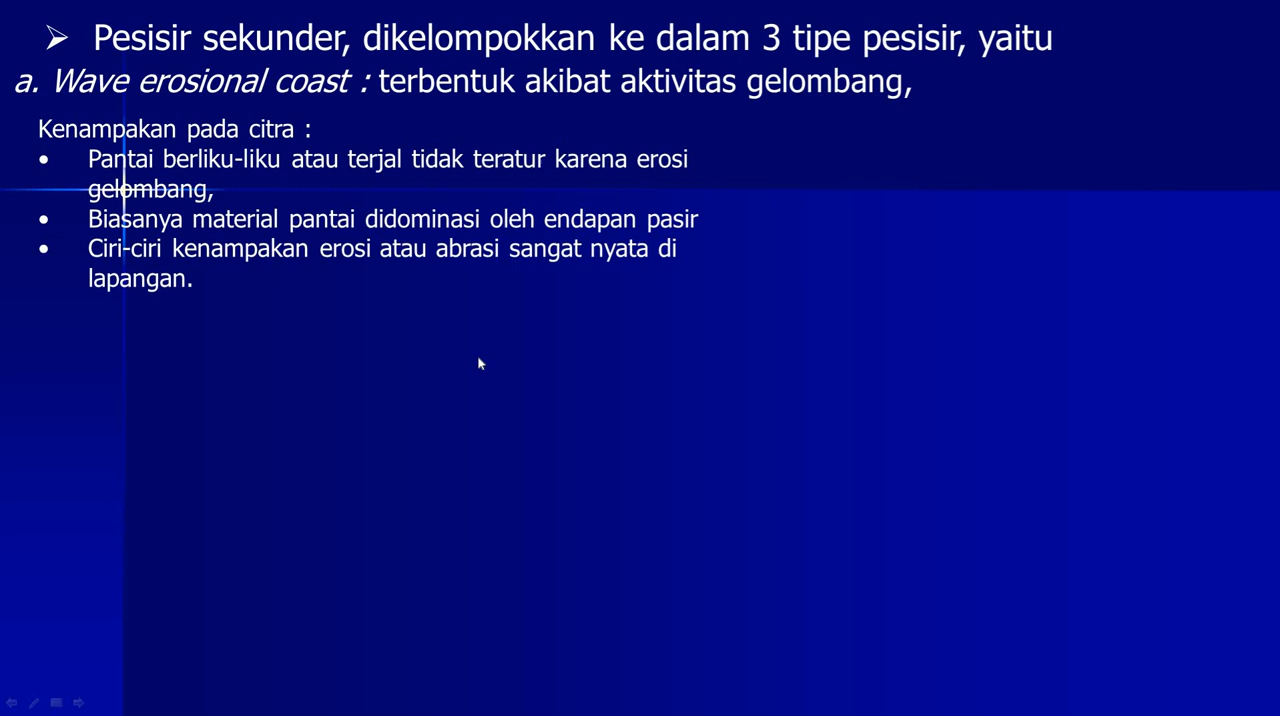 ➢ Pesisir sekunder, dikelompokkan ke dalam 3 tipe pesisir, yaitu
a. Wave erosional coast : terbentuk akibat aktivitas gelombang,
Kenampakan pada citra :
• Pantai berliku-liku atau terjal tidak teratur karena erosi
gelombang,
• Biasanya material pantai didominasi oleh endapan pasir
• Ciri-ciri kenampakan erosi atau abrasi sangat nyata di
lapangan.